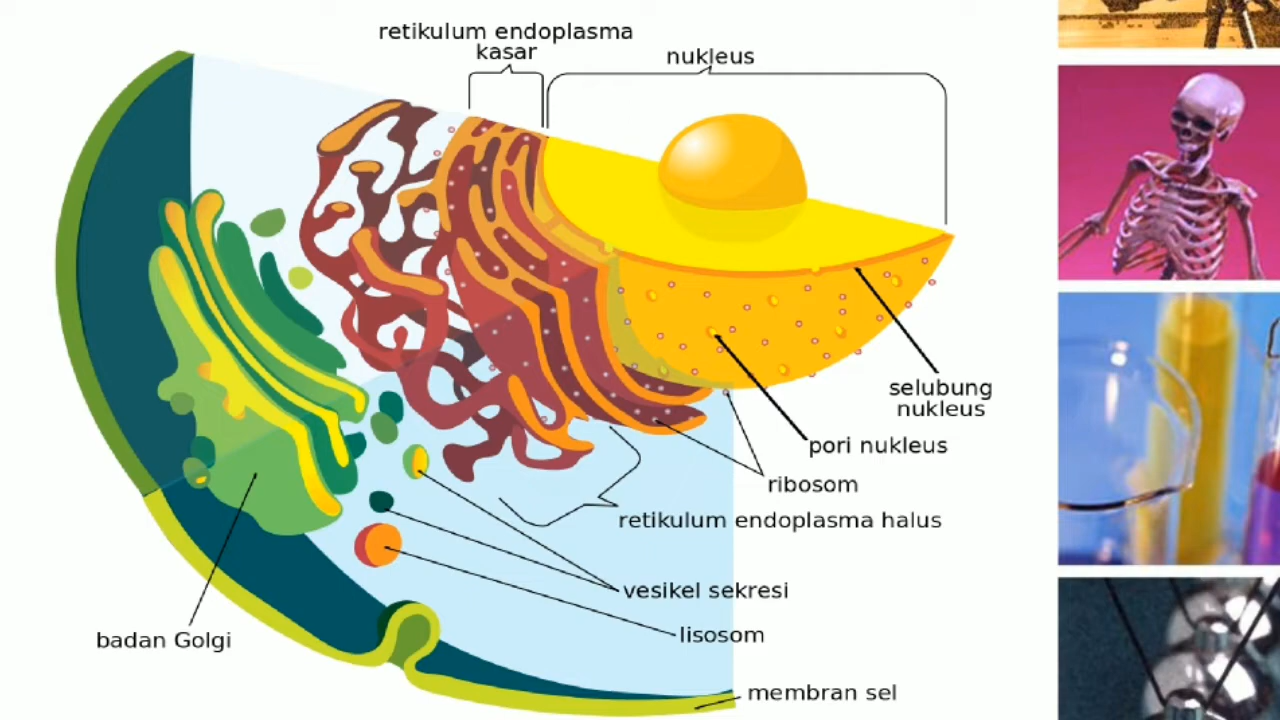 retikulum endoplasma
kasar
nukleus
selubung
nukleus
pori nukleus
ribosom
retikulum endoplasma halus
vesikel sekresi
lisosom
badan Golgi
membran sel